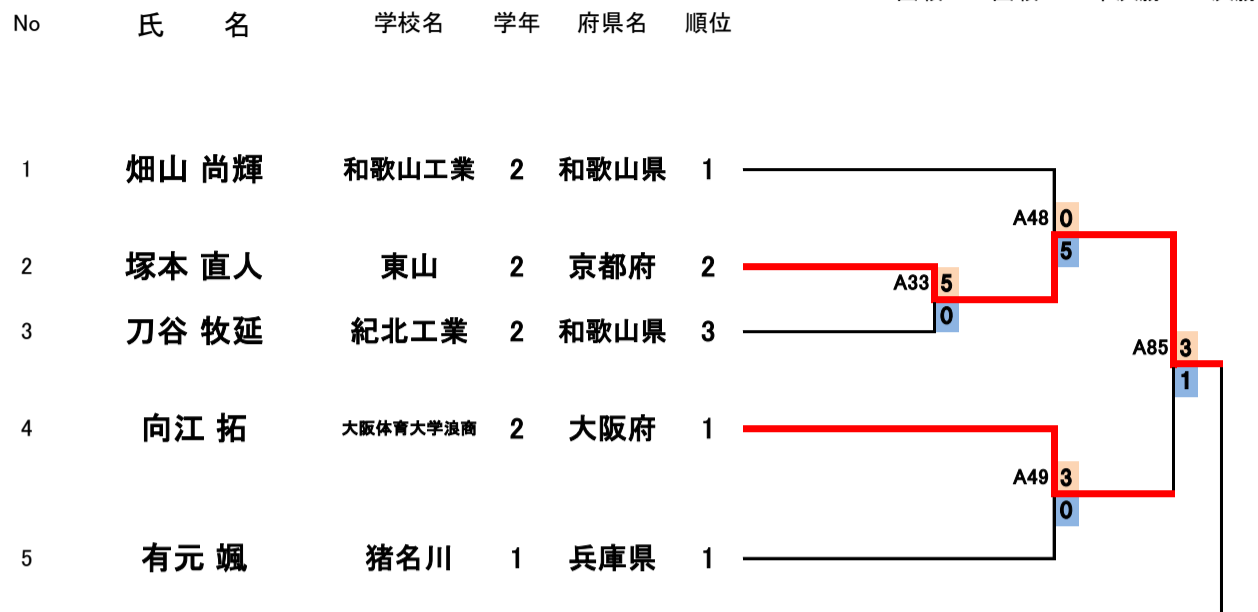 No 氏 名 学校名 学年 府県名 順位
1 畑山 尚輝 和歌山工業 2 和歌山県 1
A48 0
5
2 塚本 直人 東山 2 京都府 2
A33 5
0
3 刀谷 牧延 紀北工業 2 和歌山県 3
A85 3
1
4 向江 拓 大阪体育大学浪商 2 大阪府 1
A49 3
0
5 有元 颯 猪名川 1 兵庫県 1